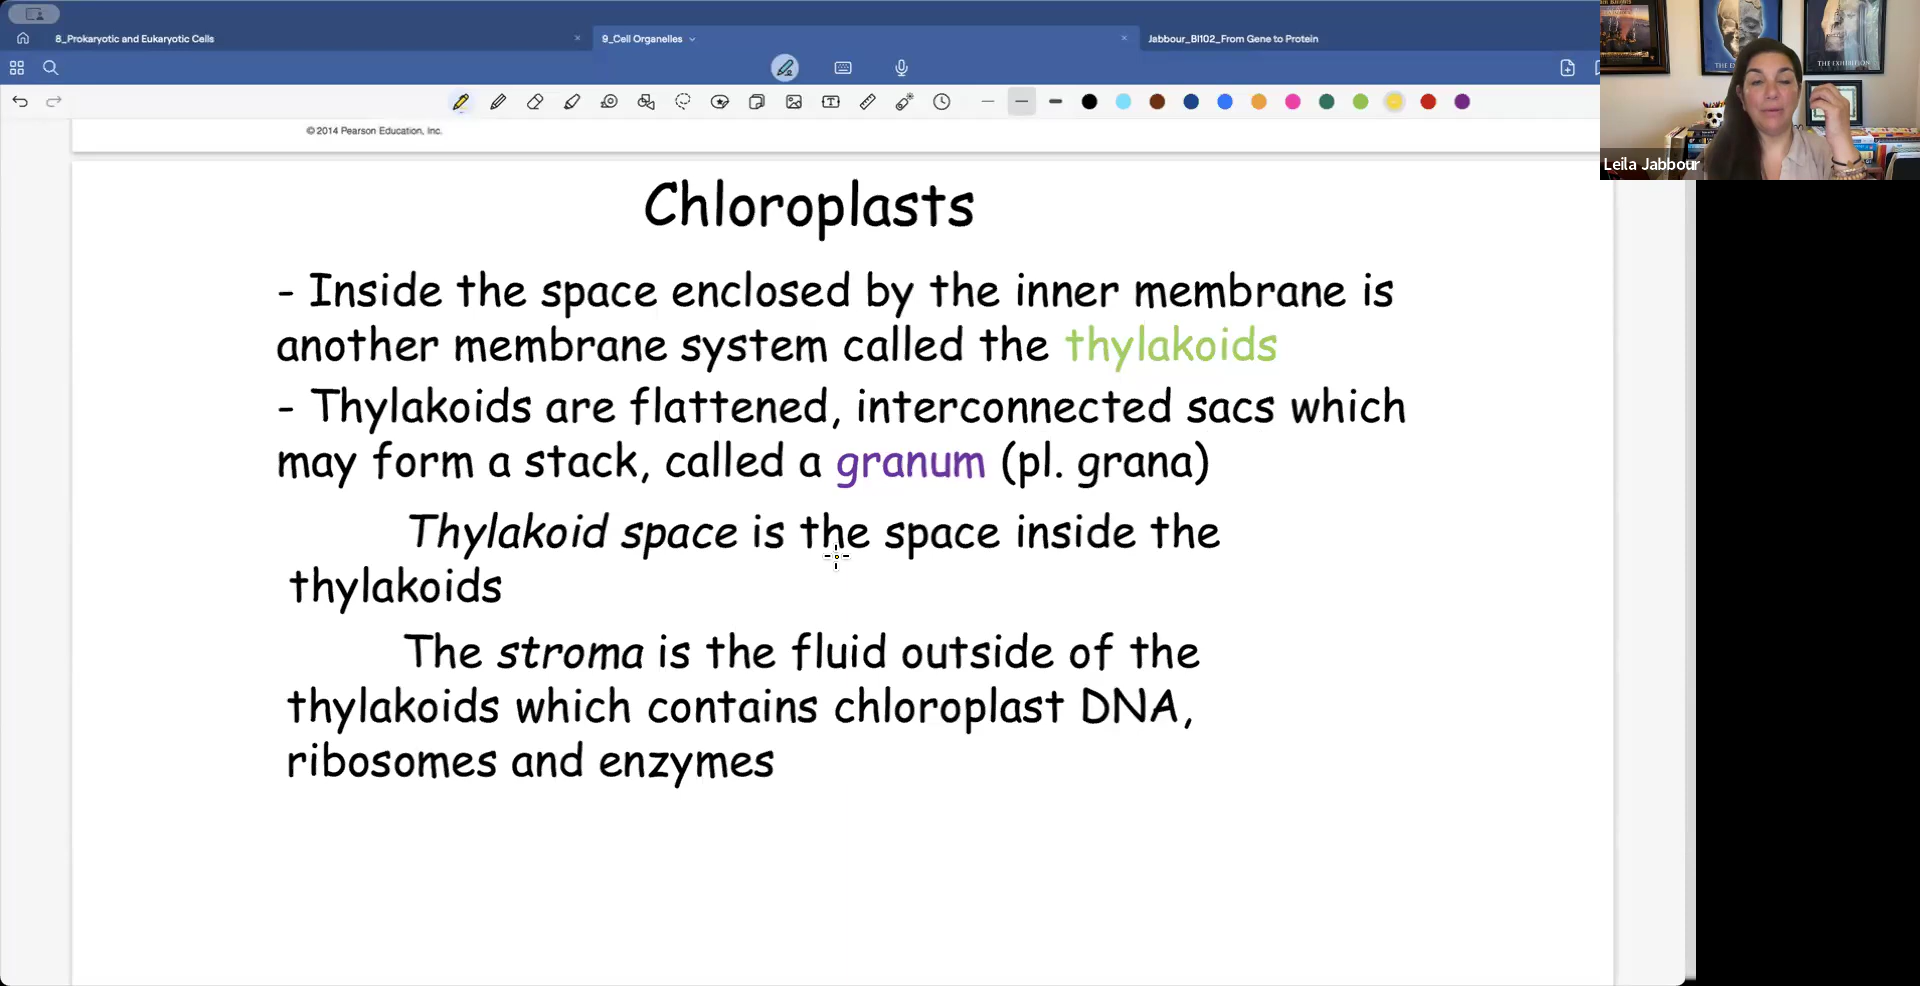 8_Prokaryotic and Eukaryotic Cells
9_Cell Organelles
Jabbour_BI102_From Gene to Protein
© 2014 Pearson Education, Inc.
THE EXHIBITION
Leila Jabbour
Chloroplasts
- Inside the space enclosed by the inner membrane is
another membrane system called the thylakoids
- Thylakoids are flattened, interconnected sacs which
may form a stack, called a granum (pl. grana)
Thylakoid space is the space inside the
thylakoids
The stroma is the fluid outside of the
thylakoids which contains chloroplast DNA,
ribosomes and enzymes